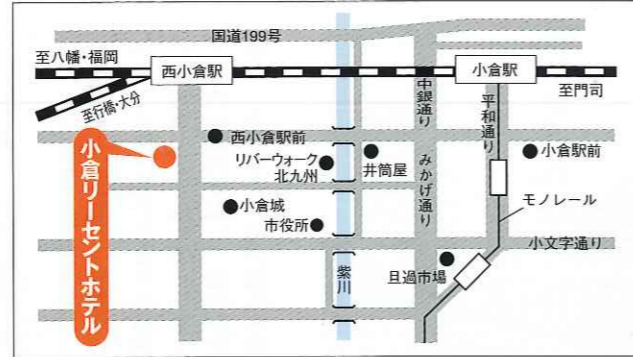 国道199号
至八幡・福岡
西小倉駅
小倉駅
至行橋・大分
至門司
中銀通り
平和通り
西小倉駅前
リバーウォーク
北九州
井筒屋
みかげ通り
小倉駅前
小倉リーセントホテル
小倉城
モノレール
市役所
小文字通り
紫川
旦過市場